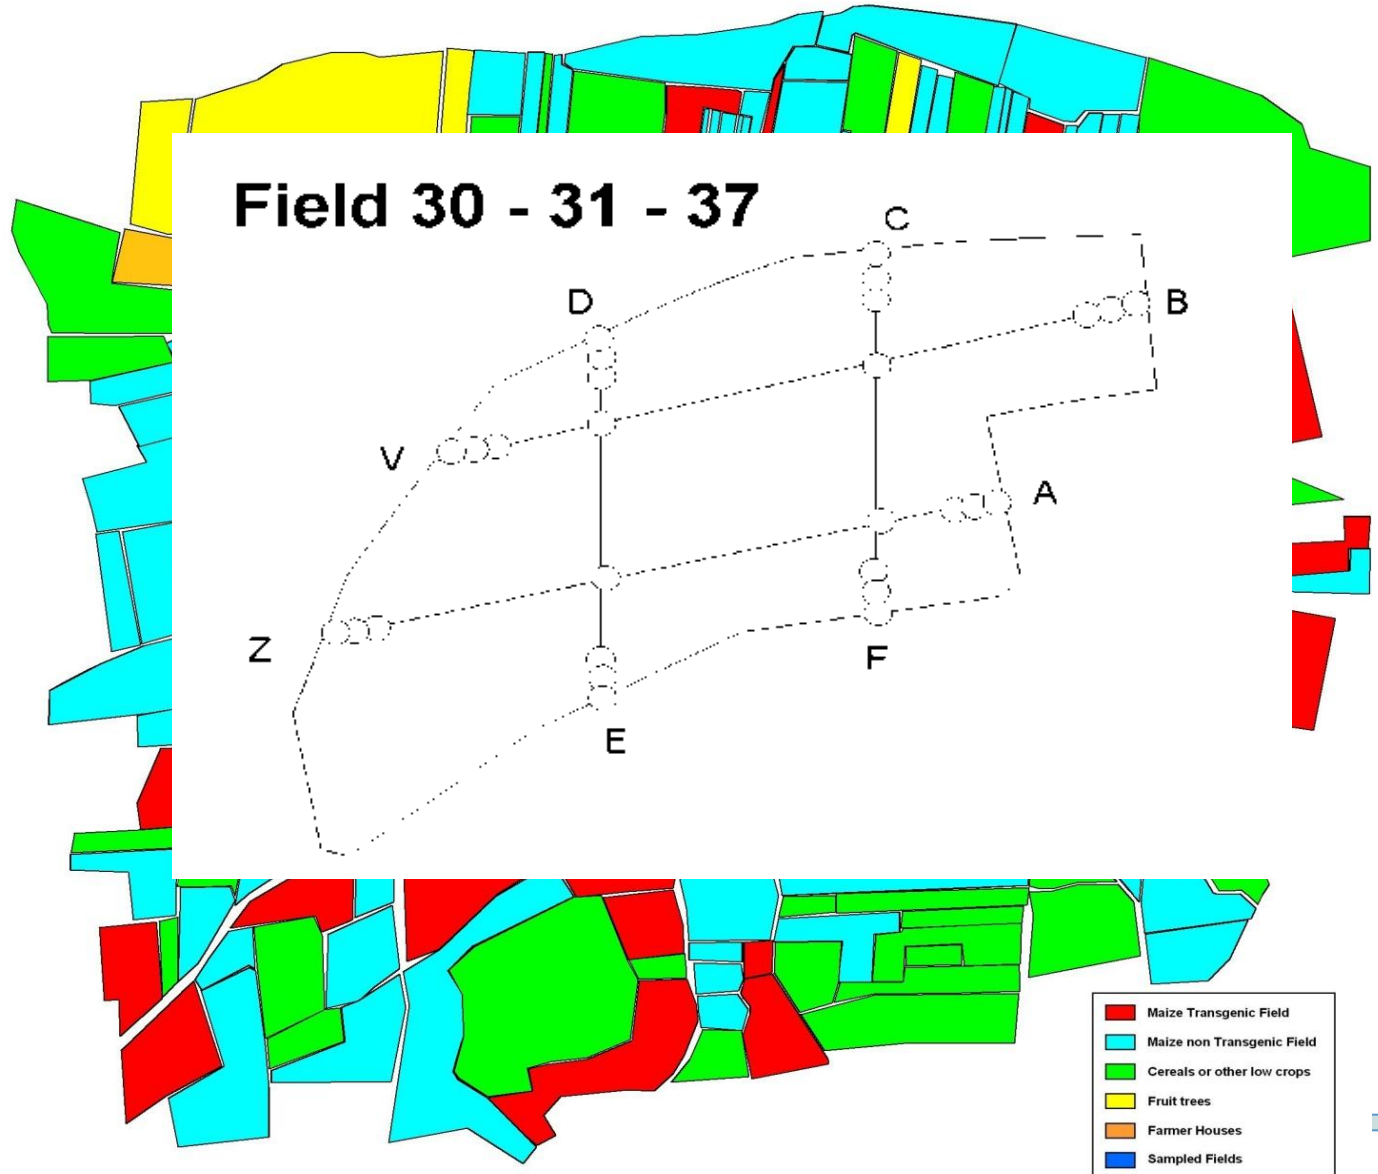 Field 30 - 31 - 37
C
D
B
V
A
Z
F
E
Maize Transgenic Field
Maize non Transgenic Field
Cereals or other low crops
Fruit trees
Farmer Houses
Sampled Fields